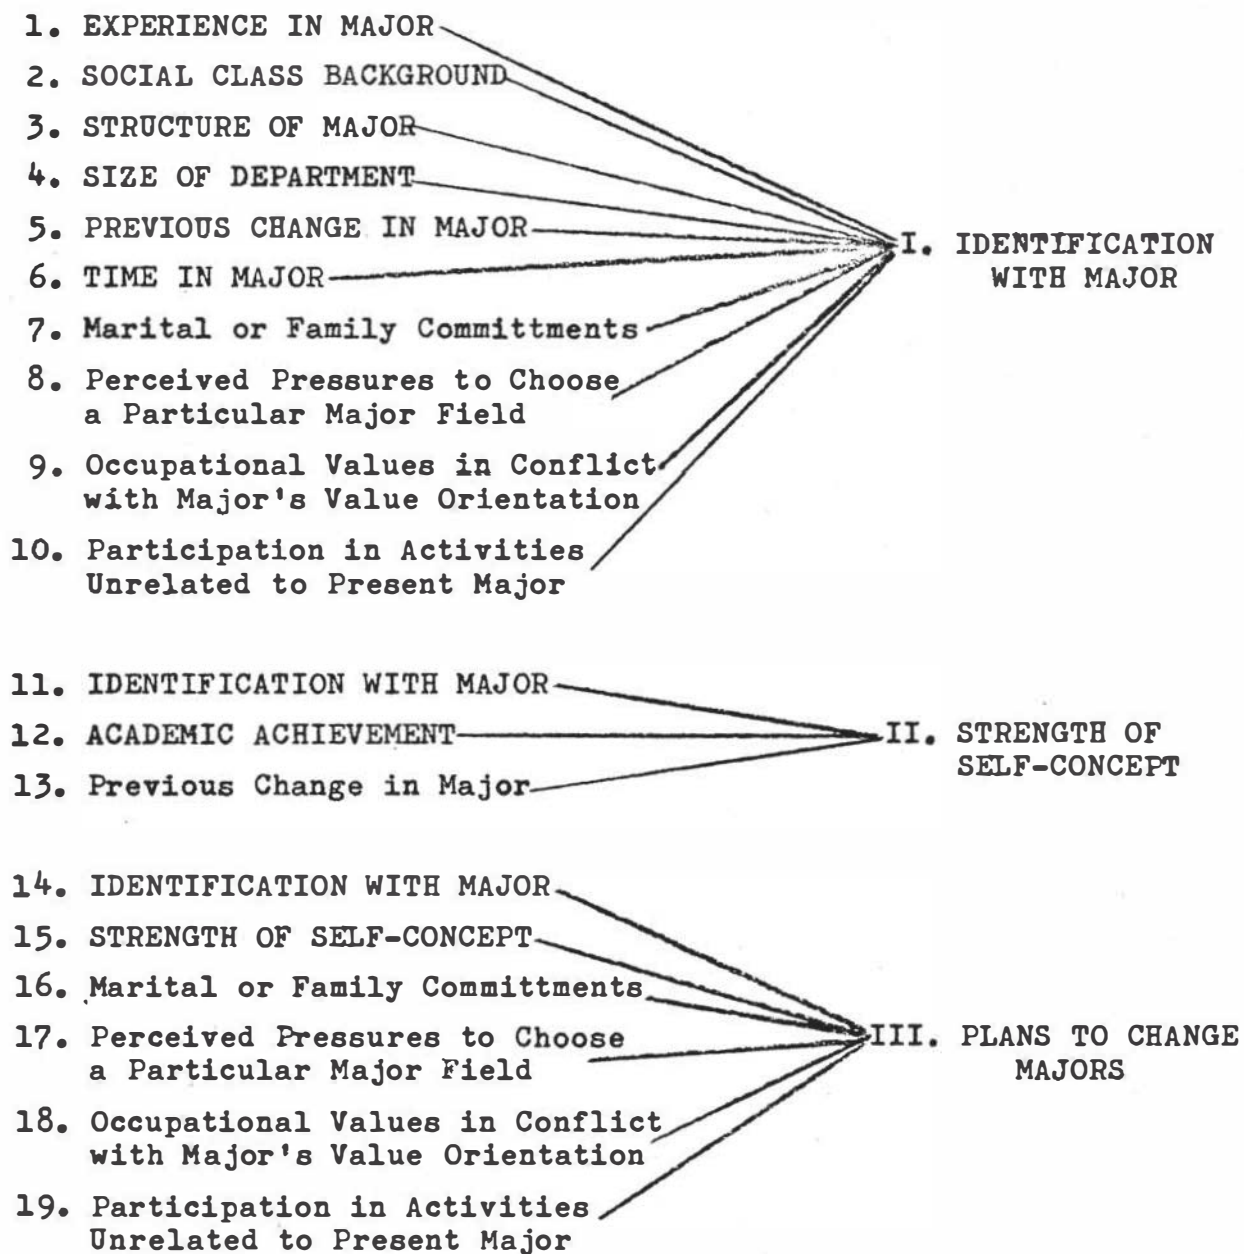 1. EXPERIENCE IN MAJOR
2. SOCIAL CLASS BACKGROUND
3. STRUCTURE OF MAJOR
4. SIZE OF DEPARTMENT
5. PREVIOUS CHANGE IN MAJOR
6. TIME IN MAJOR
7. Marital or Family Committments
8. Perceived Pressures to Choose
a Particular Major Field
9. Occupational Values in Conflict
with Major's Value Orientation
10. Participation in Activities
Unrelated to Present Major
I. IDENTIFICATION
WITH MAJOR
11. IDENTIFICATION WITH MAJOR
12. ACADEMIC ACHIEVEMENT
13. Previous Change in Major
II. STRENGTH OF
SELF-CONCEPT
14. IDENTIFICATION WITH MAJOR
15. STRENGTH OF SELF-CONCEPT
16. Marital or Family Committments
17. Perceived Pressures to Choose
a Particular Major Field
18. Occupational Values in Conflict
with Major's Value Orientation
19. Participation in Activities
Unrelated to Present Major
III. PLANS TO CHANGE
MAJORS